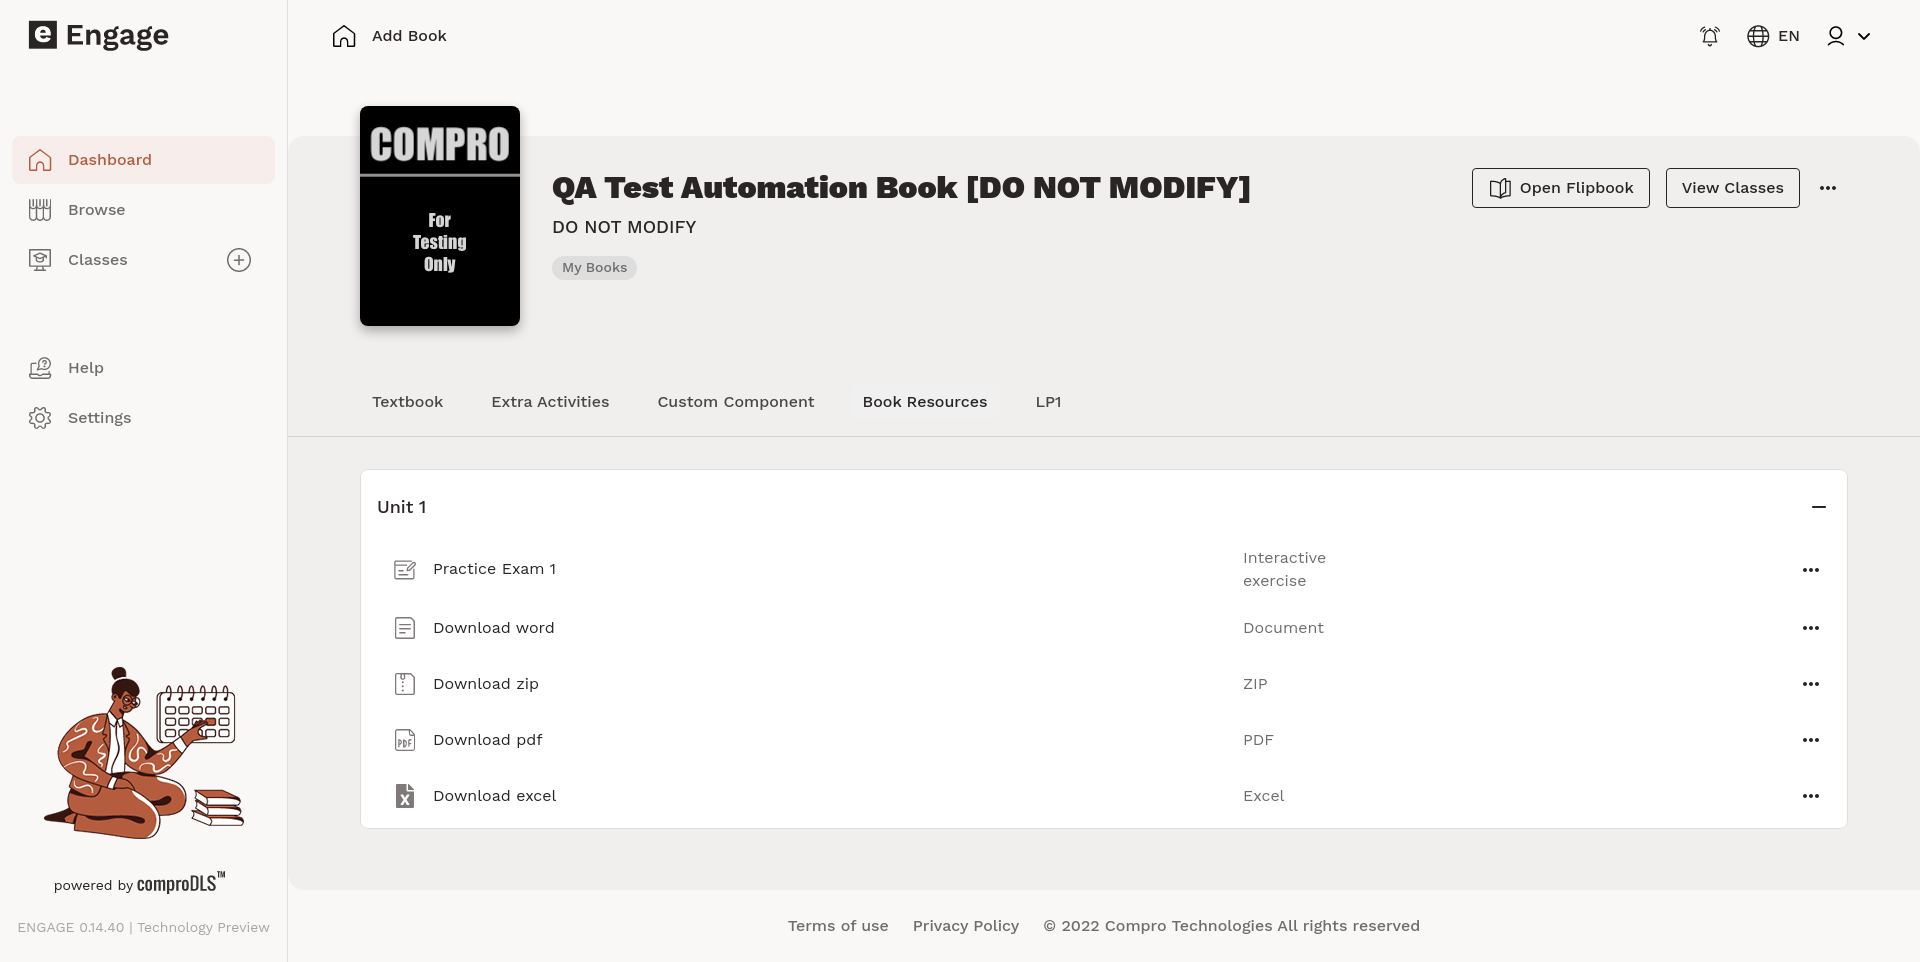 e Engage
Add Book
EN
Dashboard
Browse
Classes
Help
Settings
powered by comproDLS™
ENGAGE 0.14.40 | Technology Preview
COMPRO
For
Testing
Only
QA Test Automation Book [DO NOT MODIFY]
DO NOT MODIFY
My Books
Open Flipbook
View Classes
Textbook Extra Activities Custom Component Book Resources LP1
Unit 1
Practice Exam 1
Interactive
exercise
Download word Document
Download zip ZIP
PDF Download pdf PDF
X Download excel Excel
Terms of use Privacy Policy © 2022 Compro Technologies All rights reserved